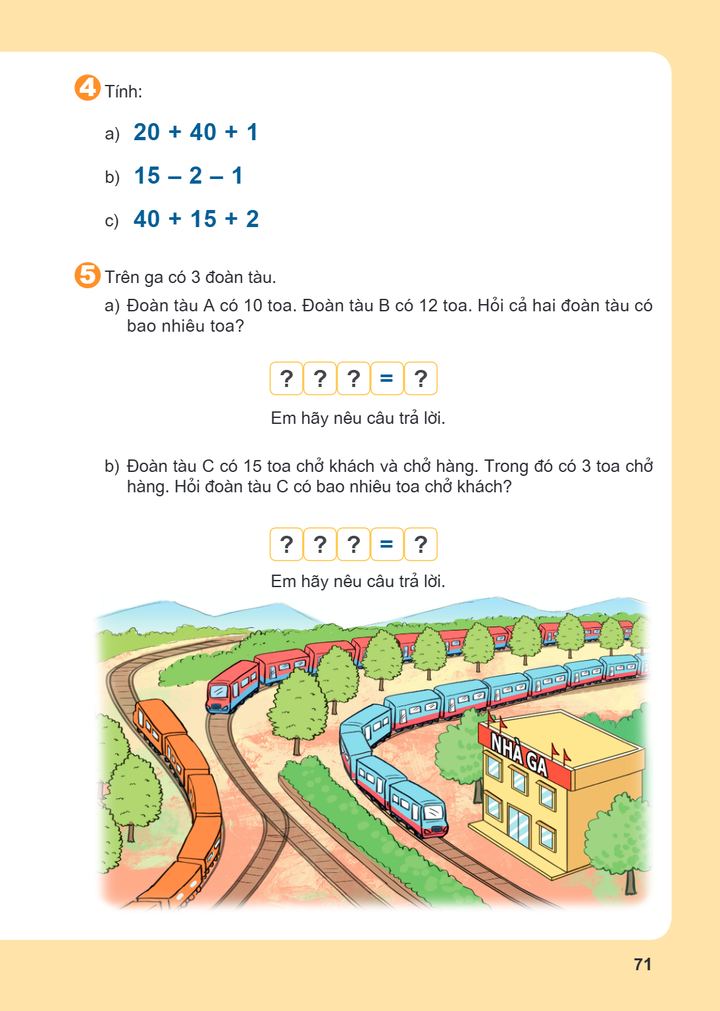 4 Tính:
a) 20 + 40 + 1
b) 15 – 2 – 1
c) 40 + 15 + 2
5 Trên ga có 3 đoàn tàu.
a) Đoàn tàu A có 10 toa. Đoàn tàu B có 12 toa. Hỏi cả hai đoàn tàu có
bao nhiêu toa?
? ? ? = ?
Em hãy nêu câu trả lời.
b) Đoàn tàu C có 15 toa chở khách và chở hàng. Trong đó có 3 toa chở
hàng. Hỏi đoàn tàu C có bao nhiêu toa chở khách?
? ? ? = ?
Em hãy nêu câu trả lời.
NHÀ GA
71